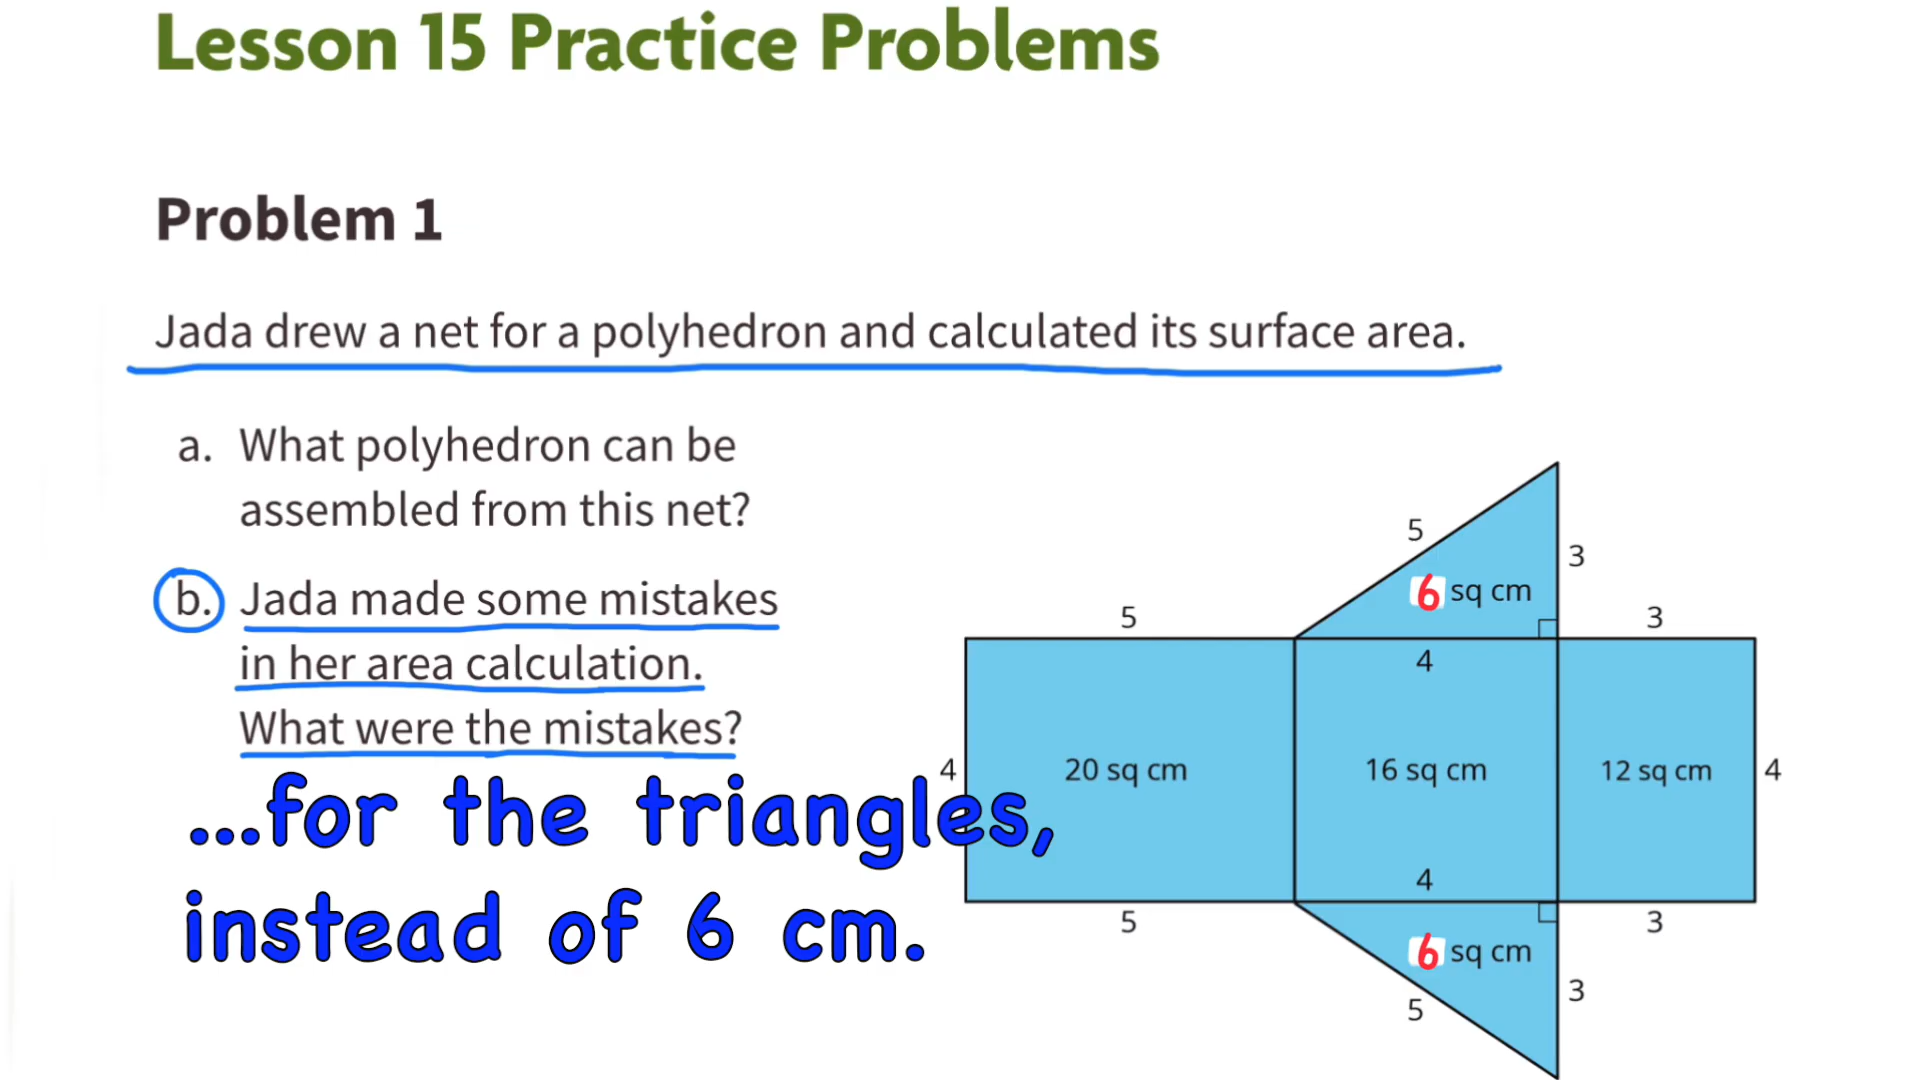 Lesson 15 Practice Problems
Problem 1
Jada drew a net for a polyhedron and calculated its surface area.
a. What polyhedron can be
assembled from this net?
b. Jada made some mistakes
in her area calculation.
What were the mistakes?
...for the triangles,
instead of 6 cm.
5
3
6 sq cm
5
3
4
4
20 sq cm
16 sq cm
12 sq cm
4
4
5
3
6 sq cm
3
5